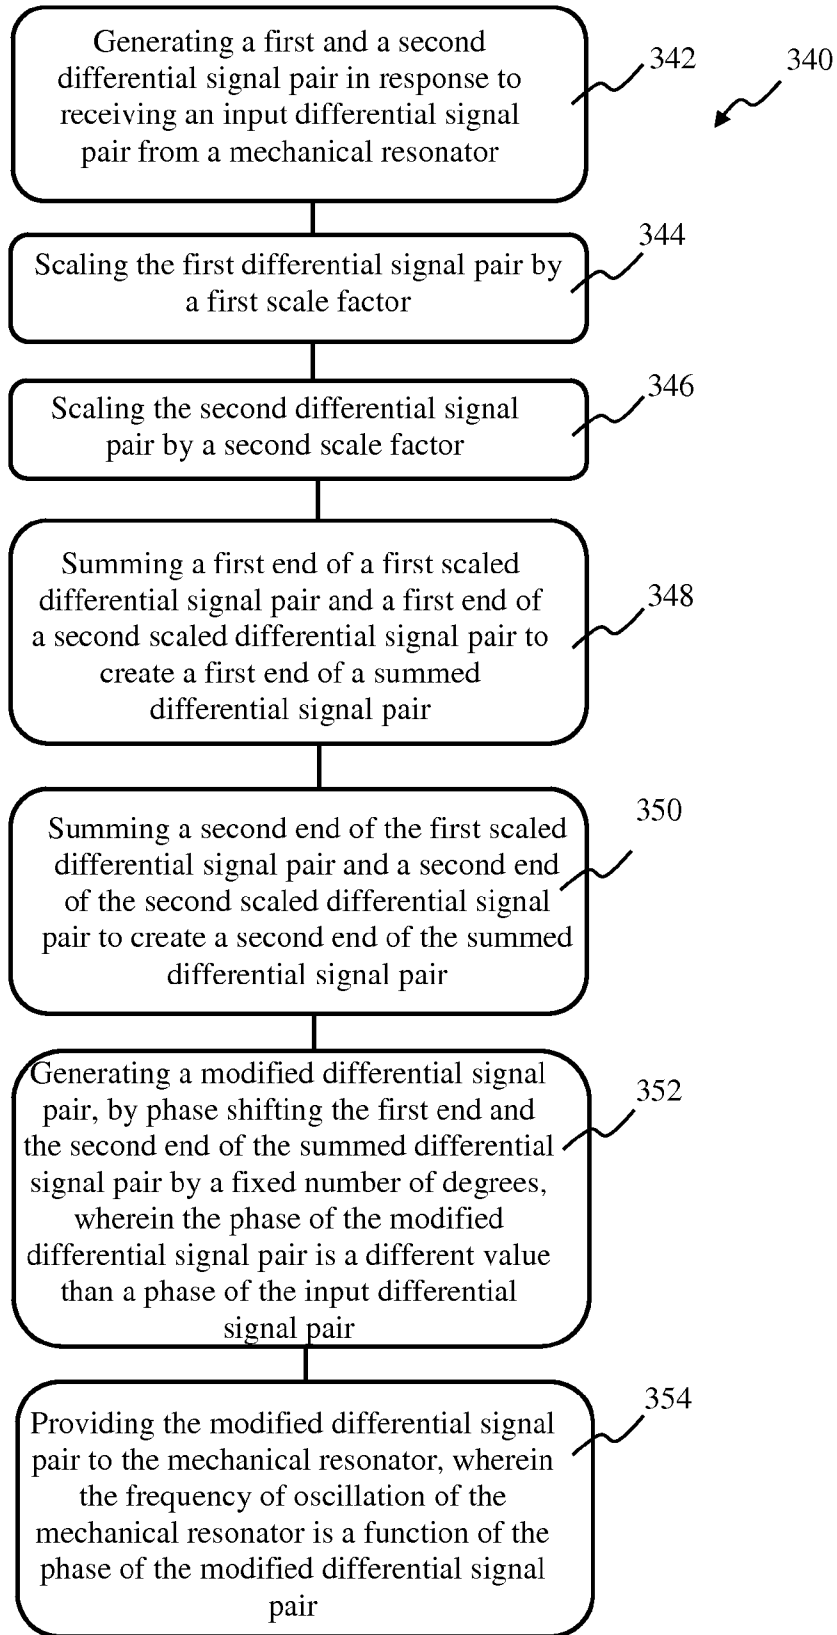 Generating a first and a second
differential signal pair in response to
receiving an input differential signal
pair from a mechanical resonator
342
340
Scaling the first differential signal pair by
a first scale factor
344
Scaling the second differential signal
pair by a second scale factor
346
Summing a first end of a first scaled
differential signal pair and a first end of
a second scaled differential signal pair to
create a first end of a summed
differential signal pair
348
Summing a second end of the first scaled
differential signal pair and a second end
of the second scaled differential signal
pair to create a second end of the summed
differential signal pair
350
Generating a modified differential signal
pair, by phase shifting the first end and
the second end of the summed differential
signal pair by a fixed number of degrees,
wherein the phase of the modified
differential signal pair is a different value
than a phase of the input differential
signal pair
352
Providing the modified differential signal
pair to the mechanical resonator, wherein
the frequency of oscillation of the
mechanical resonator is a function of the
phase of the modified differential signal
pair
354